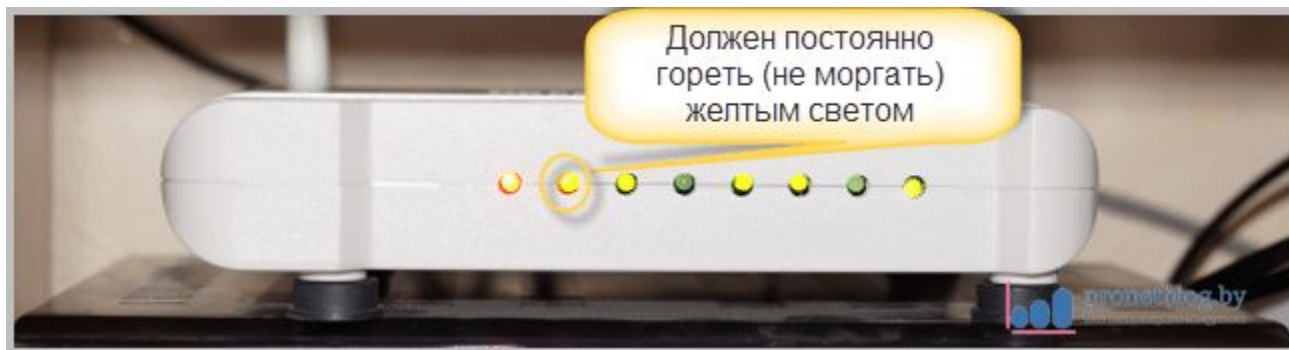 Должен постоянно
гореть (не моргать)
желтым светом
pronetblog.by